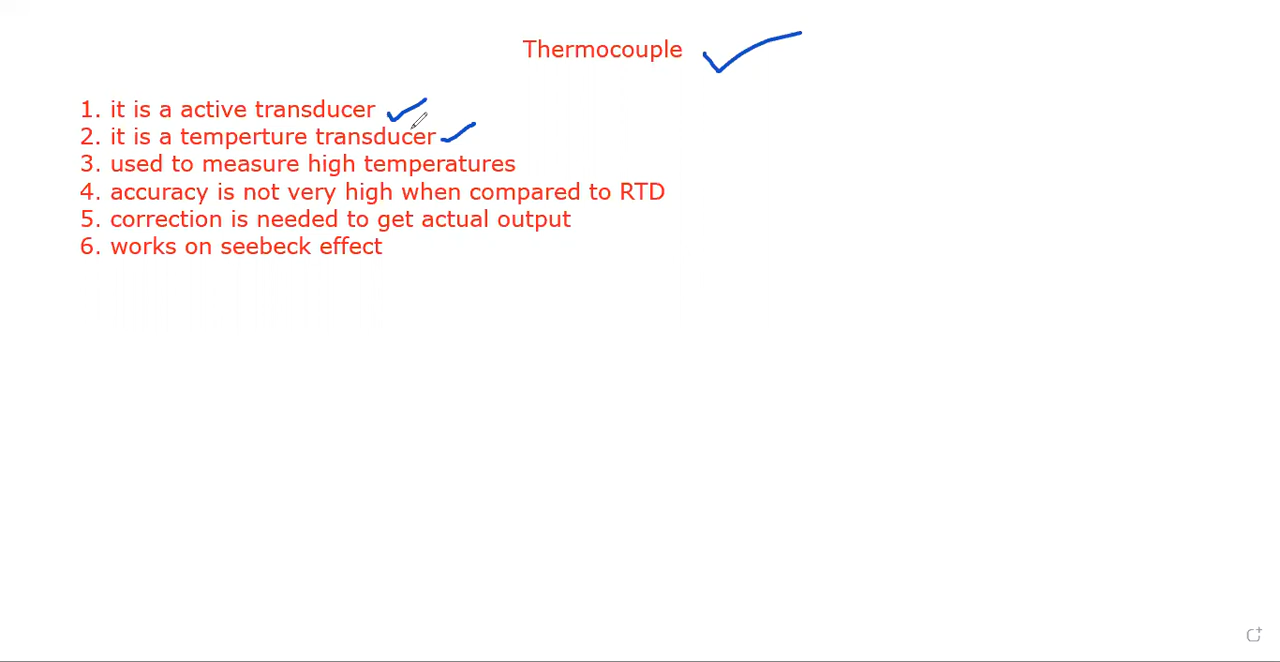 Thermocouple
1. it is a active transducer
2. it is a temperture transducer
3. used to measure high temperatures
4. accuracy is not very high when compared to RTD
5. correction is needed to get actual output
6. works on seebeck effect